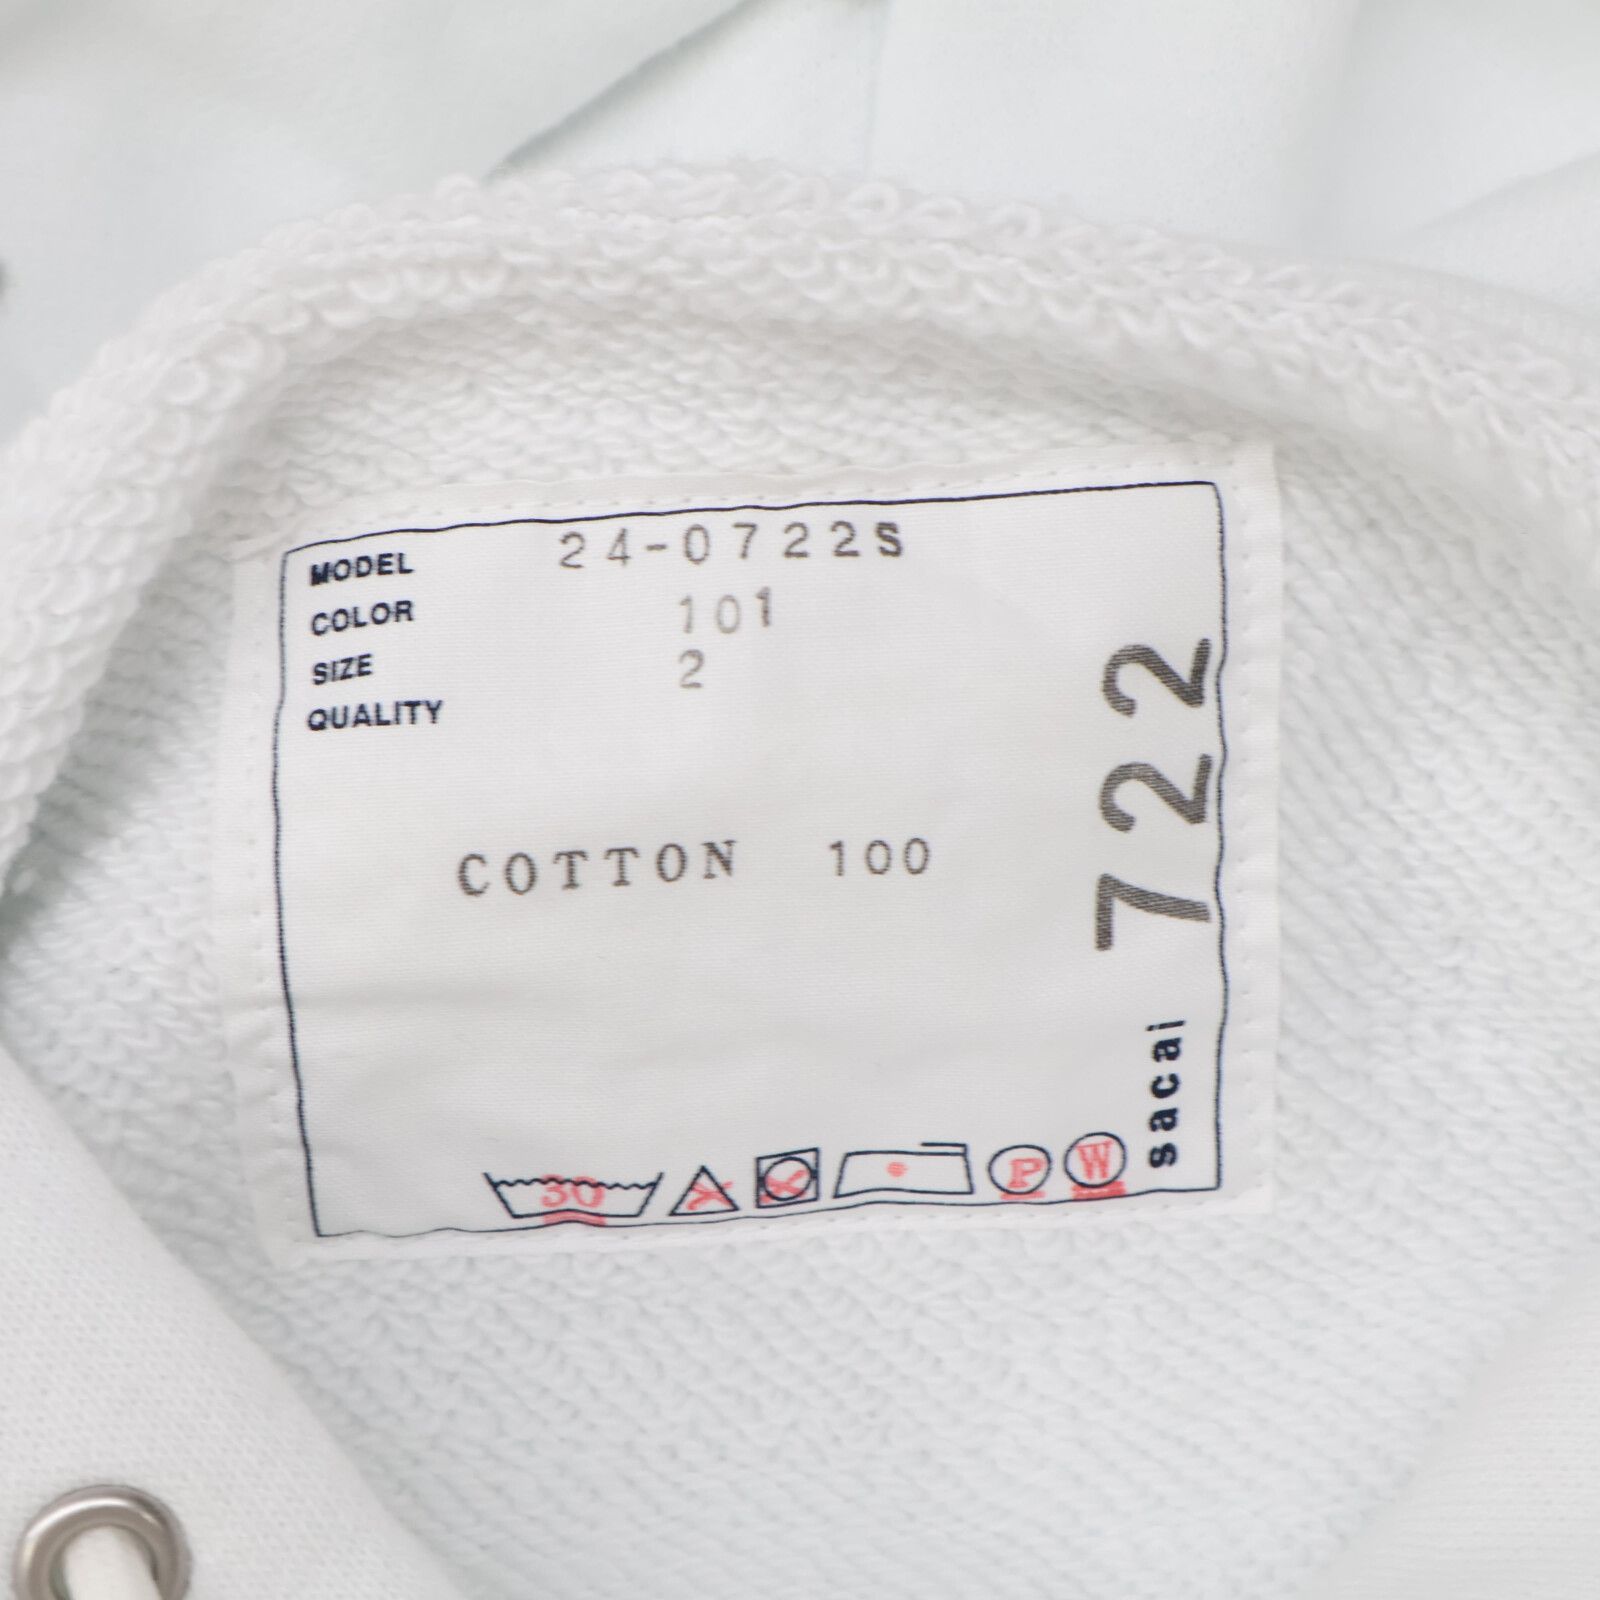 MODEL 24-0722S
COLOR 101
SIZE 2
QUALITY
COTTON 100
30
P
W
sacai 722